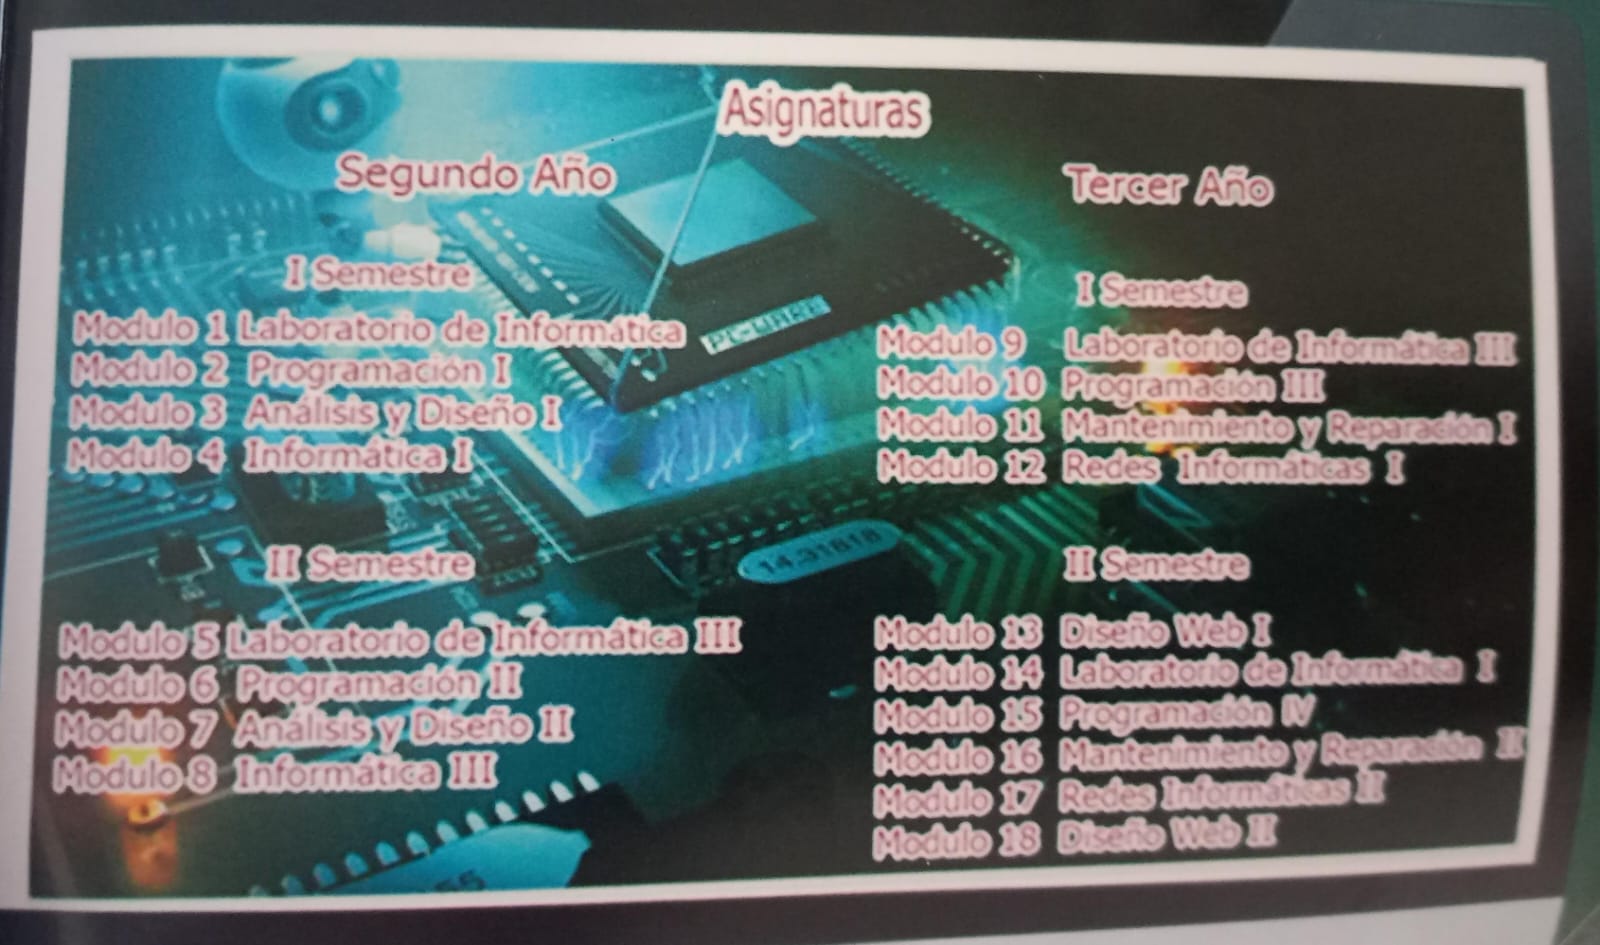 Asignaturas
Segundo Año
I Semestre
Modulo 1 Laboratorio de Informática
Modulo 2 Programación I
Modulo 3 Análisis y Diseño I
Modulo 4 Informática I
II Semestre
Modulo 5 Laboratorio de Informática III
Modulo 6 Programación II
Modulo 7 Análisis y Diseño II
Modulo 8 Informática III
Tercer Año
I Semestre
Modulo 9 Laboratorio de Informática III
Modulo 10 Programación III
Modulo 11 Mantenimiento y Reparación I
Modulo 12 Redes Informáticas I
II Semestre
Modulo 13 Diseño Web I
Modulo 14 Laboratorio de Informática I
Modulo 15 Programación IV
Modulo 16 Mantenimiento y Reparación II
Modulo 17 Redes Informáticas II
Modulo 18 Diseño Web II
PC-WARE
14.31818